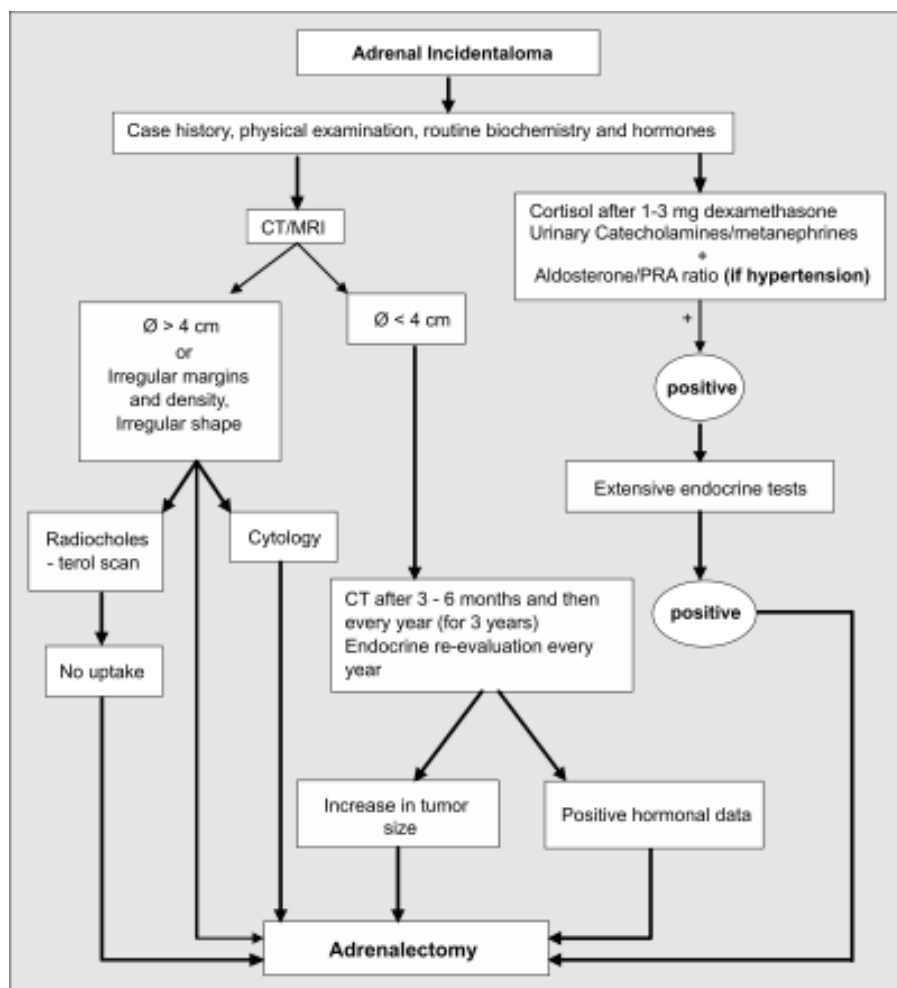 Adrenal Incidentaloma
Case history, physical examination, routine biochemistry and hormones
CT/MRI
Cortisol after 1-3 mg dexamethasone
Urinary Catecholamines/metanephrines
+
Aldosterone/PRA ratio (if hypertension)
Ø > 4 cm
or
Irregular margins
and density,
Irregular shape
Ø < 4 cm
+
positive
Extensive endocrine tests
Radiocholes
- terol scan
Cytology
CT after 3 - 6 months and then
every year (for 3 years)
Endocrine re-evaluation every
year
positive
No uptake
Increase in tumor
size
Positive hormonal data
Adrenalectomy